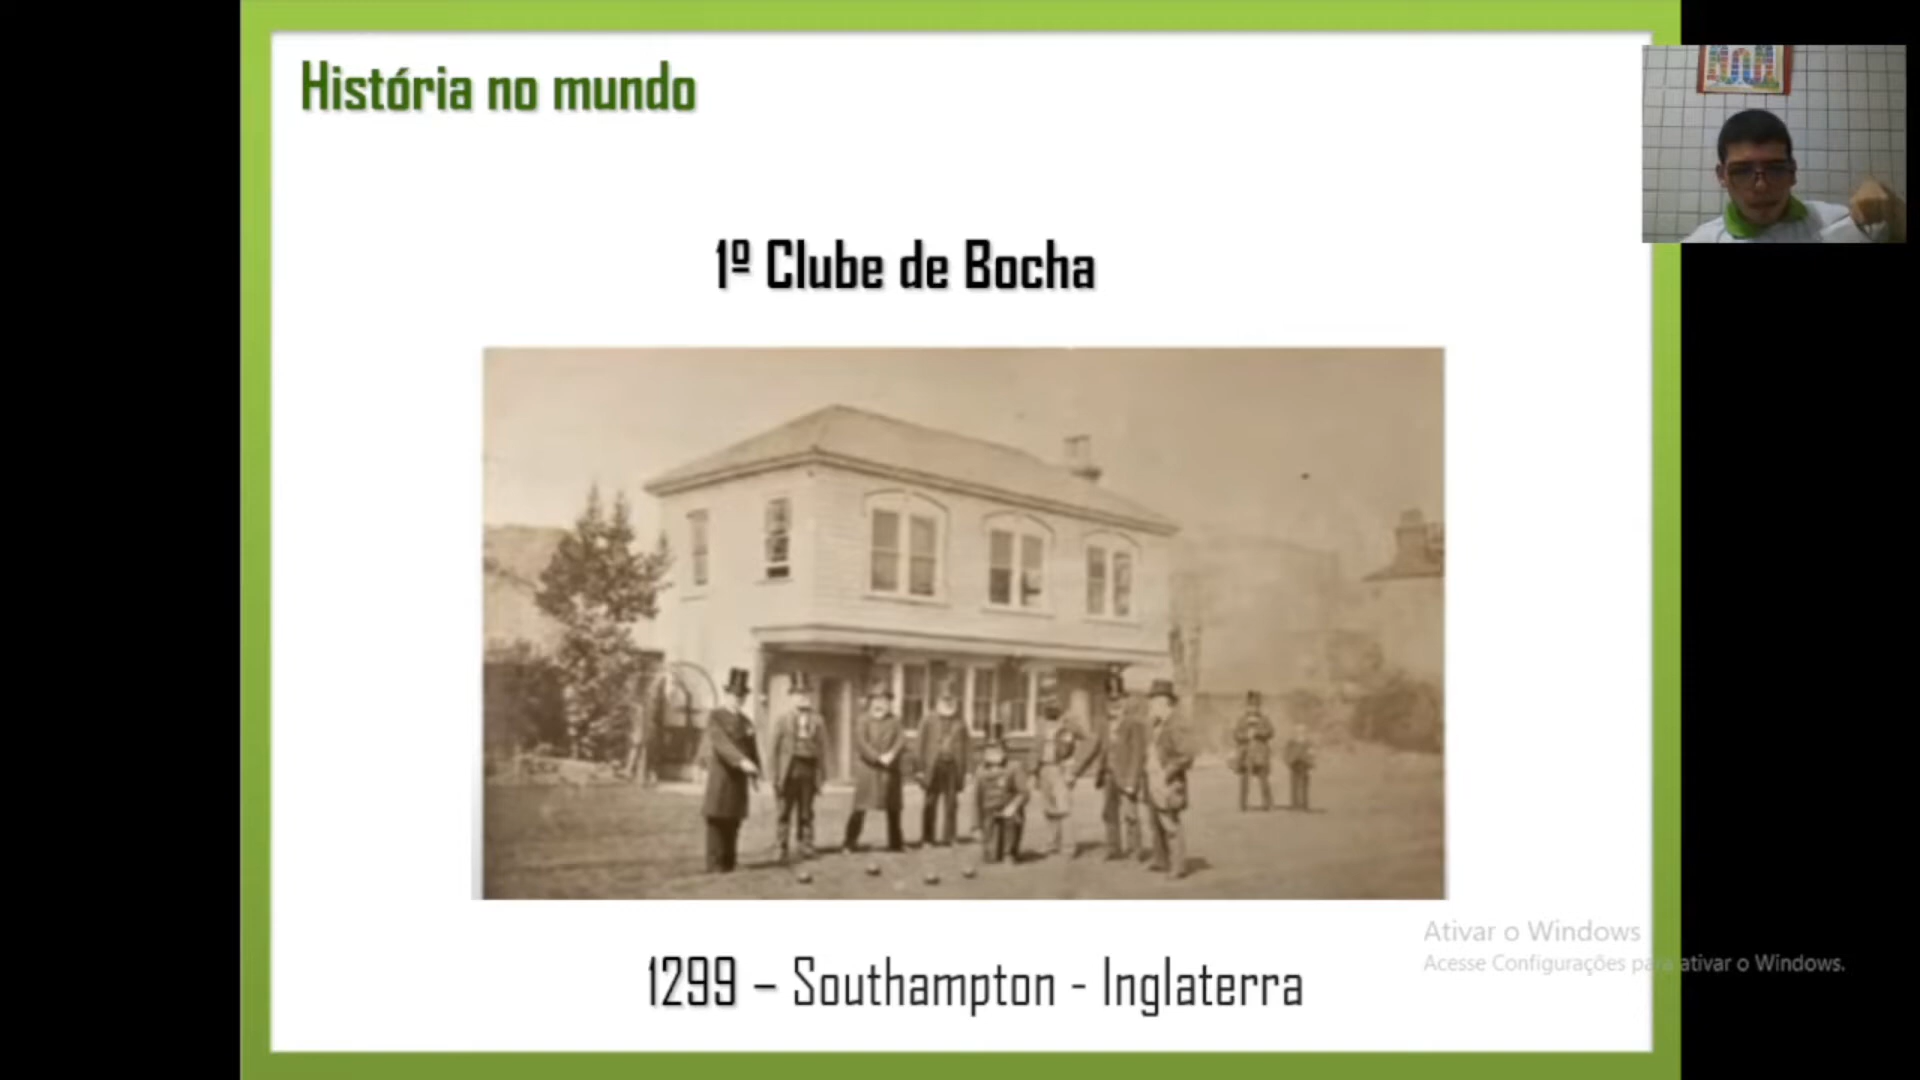 História no mundo
1º Clube de Bocha
1299 – Southampton - Inglaterra
Ativar o Windows
Acesse Configurações para ativar o Windows.